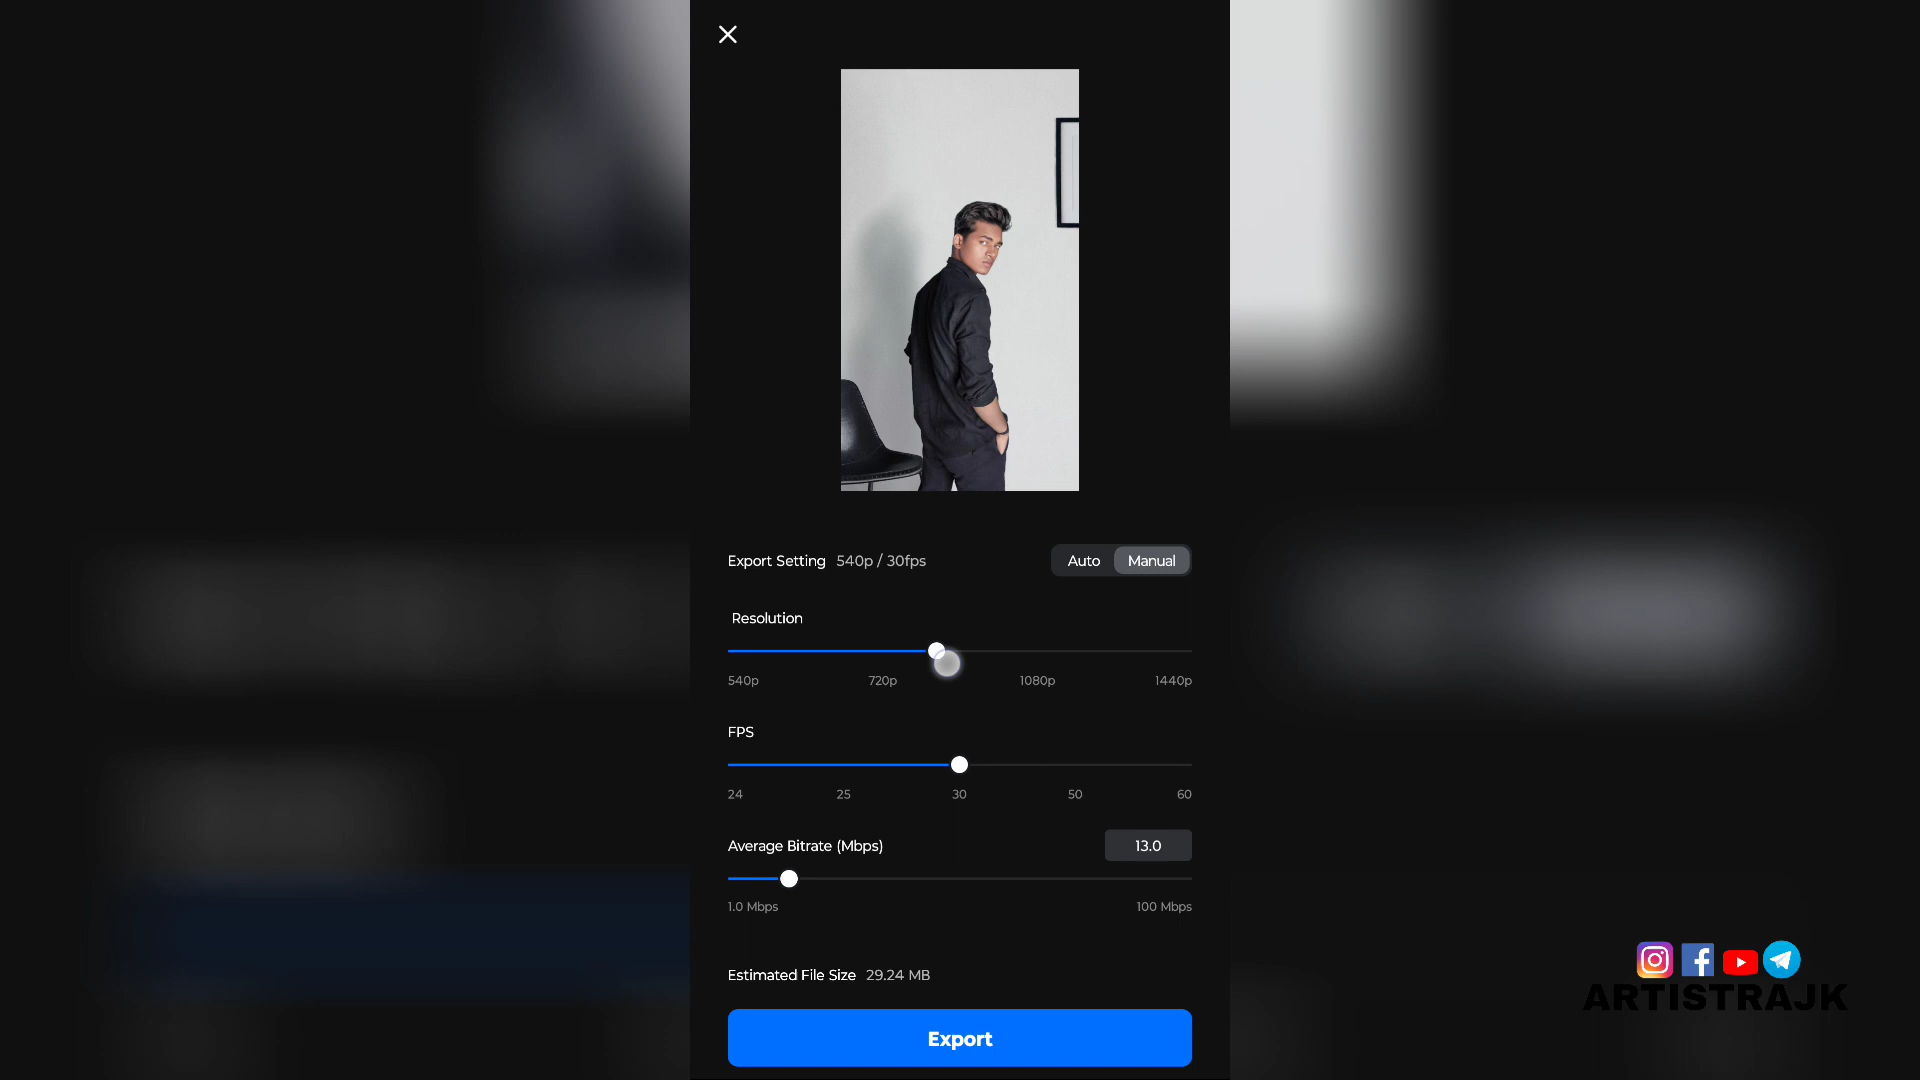 Export Setting 540p / 30fps Auto Manual
Resolution
540p 720p 1080p 1440p
FPS
24 25 30 50 60
Average Bitrate (Mbps) 13.0
1.0 Mbps 100 Mbps
Estimated File Size 29.24 MB
Export
ARTISTRAJK